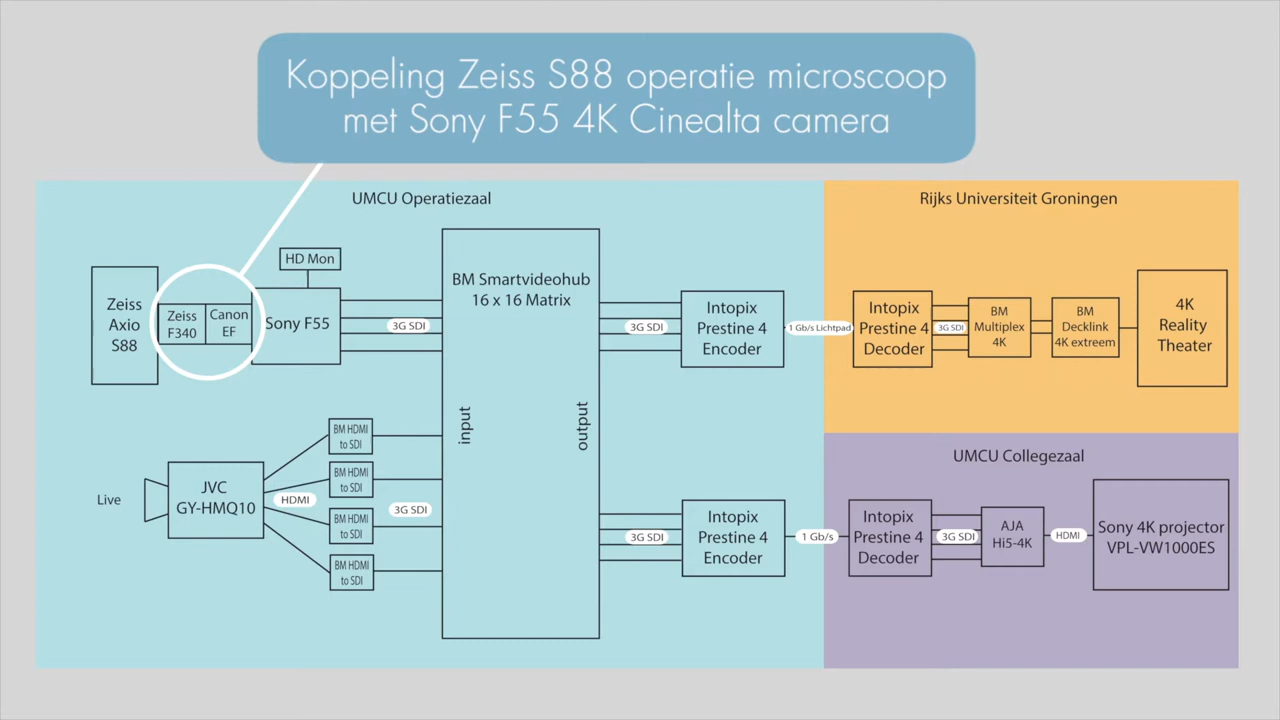 Koppeling Zeiss S88 operatie microscoop
met Sony F55 4K Cinealta camera
UMCU Operatiezaal
Zeiss
Axio
S88
Zeiss
F340
Canon
EF
HD Mon
Sony F55
3G SDI
BM Smartvideohub
16 x 16 Matrix
input
output
3G SDI
Intopix
Prestine 4
Encoder
1 Gb/s Lichtpad
Live
JVC
GY-HMQ10
HDMI
BM HDMI
to SDI
BM HDMI
to SDI
BM HDMI
to SDI
BM HDMI
to SDI
3G SDI
3G SDI
Intopix
Prestine 4
Encoder
1 Gb/s
Rijks Universiteit Groningen
Intopix
Prestine 4
Decoder
3G SDI
BM
Multiplex
4K
BM
Decklink
4K extreem
4K
Reality
Theater
UMCU Collegezaal
Intopix
Prestine 4
Decoder
3G SDI
AJA
Hi5-4K
HDMI
Sony 4K projector
VPL-VW1000ES